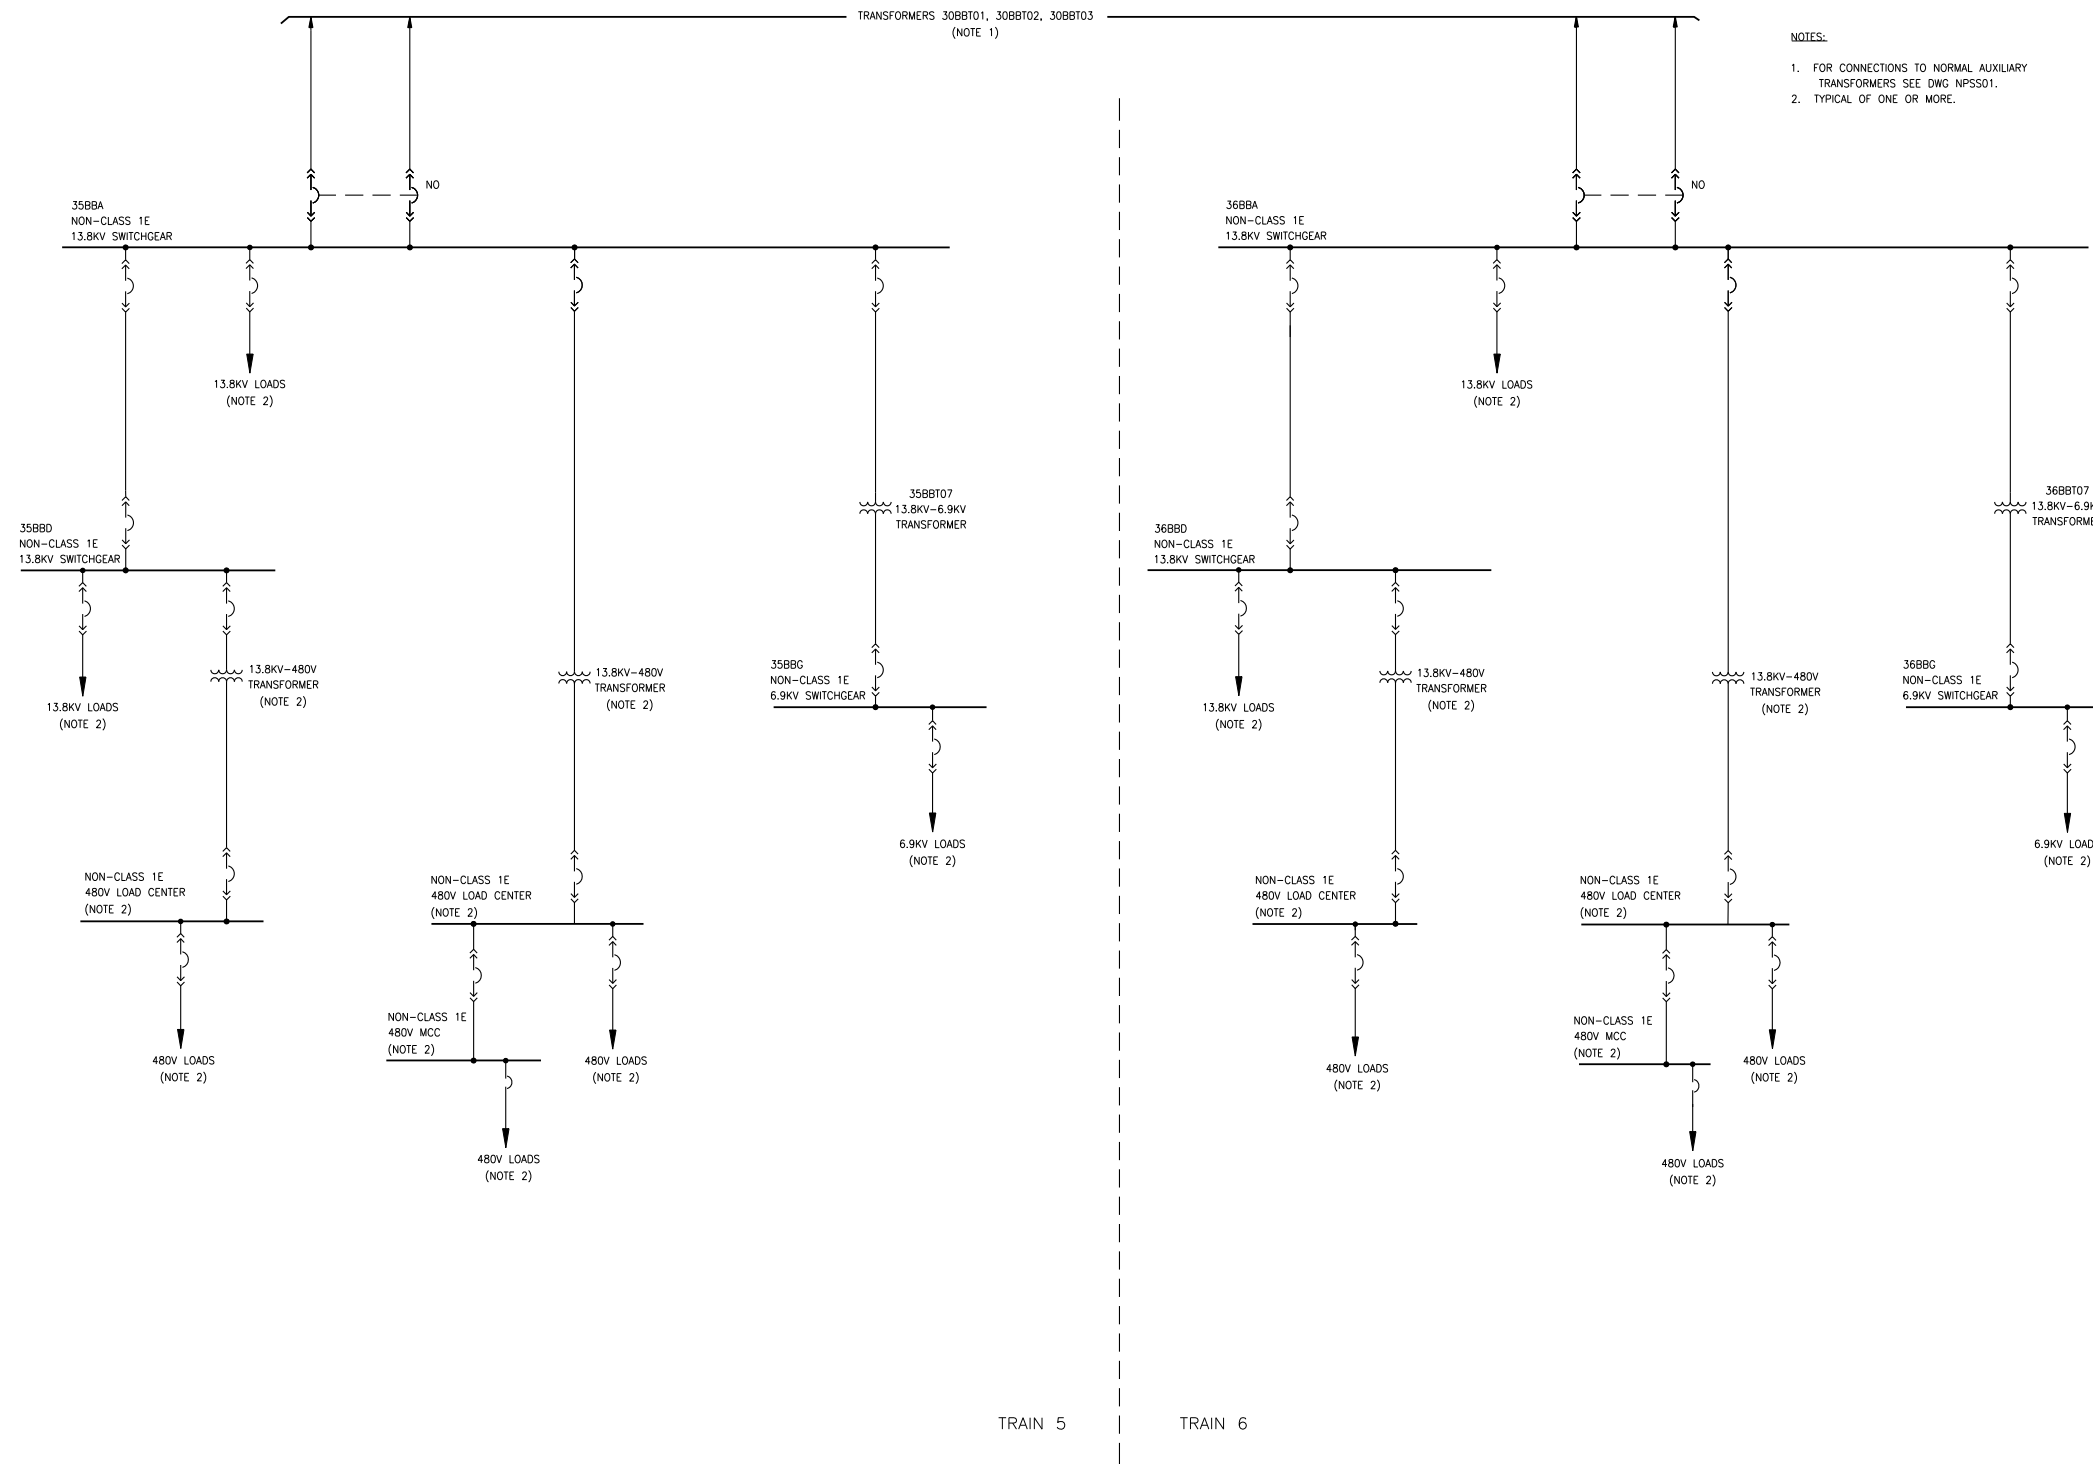 TRANSFORMERS 30BBT01, 30BBT02, 30BBT03
(NOTE 1)
NOTES:
1. FOR CONNECTIONS TO NORMAL AUXILIARY
TRANSFORMERS SEE DWG NPSS01.
2. TYPICAL OF ONE OR MORE.
NO
35BBA
NON-CLASS 1E
13.8KV SWITCHGEAR
13.8KV LOADS
(NOTE 2)
35BBT07
13.8KV-6.9KV
TRANSFORMER
35BBD
NON-CLASS 1E
13.8KV SWITCHGEAR
13.8KV LOADS
(NOTE 2)
13.8KV-480V
TRANSFORMER
(NOTE 2)
13.8KV-480V
TRANSFORMER
(NOTE 2)
35BBG
NON-CLASS 1E
6.9KV SWITCHGEAR
6.9KV LOADS
(NOTE 2)
NON-CLASS 1E
480V LOAD CENTER
(NOTE 2)
NON-CLASS 1E
480V LOAD CENTER
(NOTE 2)
480V LOADS
(NOTE 2)
NON-CLASS 1E
480V MCC
(NOTE 2)
480V LOADS
(NOTE 2)
480V LOADS
(NOTE 2)
TRAIN 5
NO
36BBA
NON-CLASS 1E
13.8KV SWITCHGEAR
13.8KV LOADS
(NOTE 2)
36BBT07
13.8KV-6.9K
TRANSFORME
36BBD
NON-CLASS 1E
13.8KV SWITCHGEAR
13.8KV LOADS
(NOTE 2)
13.8KV-480V
TRANSFORMER
(NOTE 2)
13.8KV-480V
TRANSFORMER
(NOTE 2)
36BBG
NON-CLASS 1E
6.9KV SWITCHGEAR
6.9KV LOAD
(NOTE 2)
NON-CLASS 1E
480V LOAD CENTER
(NOTE 2)
NON-CLASS 1E
480V LOAD CENTER
(NOTE 2)
480V LOADS
(NOTE 2)
NON-CLASS 1E
480V MCC
(NOTE 2)
480V LOADS
(NOTE 2)
480V LOADS
(NOTE 2)
TRAIN 6